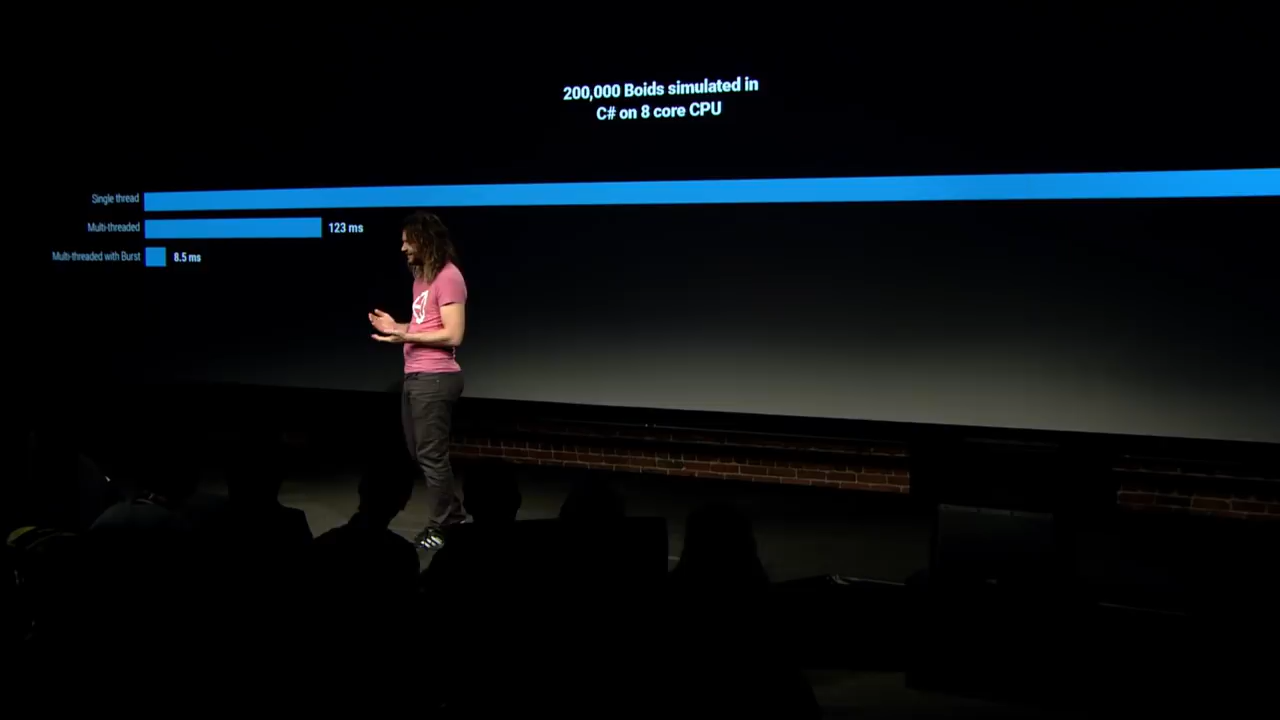 200,000 Boids simulated in
C# on 8 core CPU
Single thread
Multi-threaded
123 ms
Multi-threaded with Burst
8.5 ms